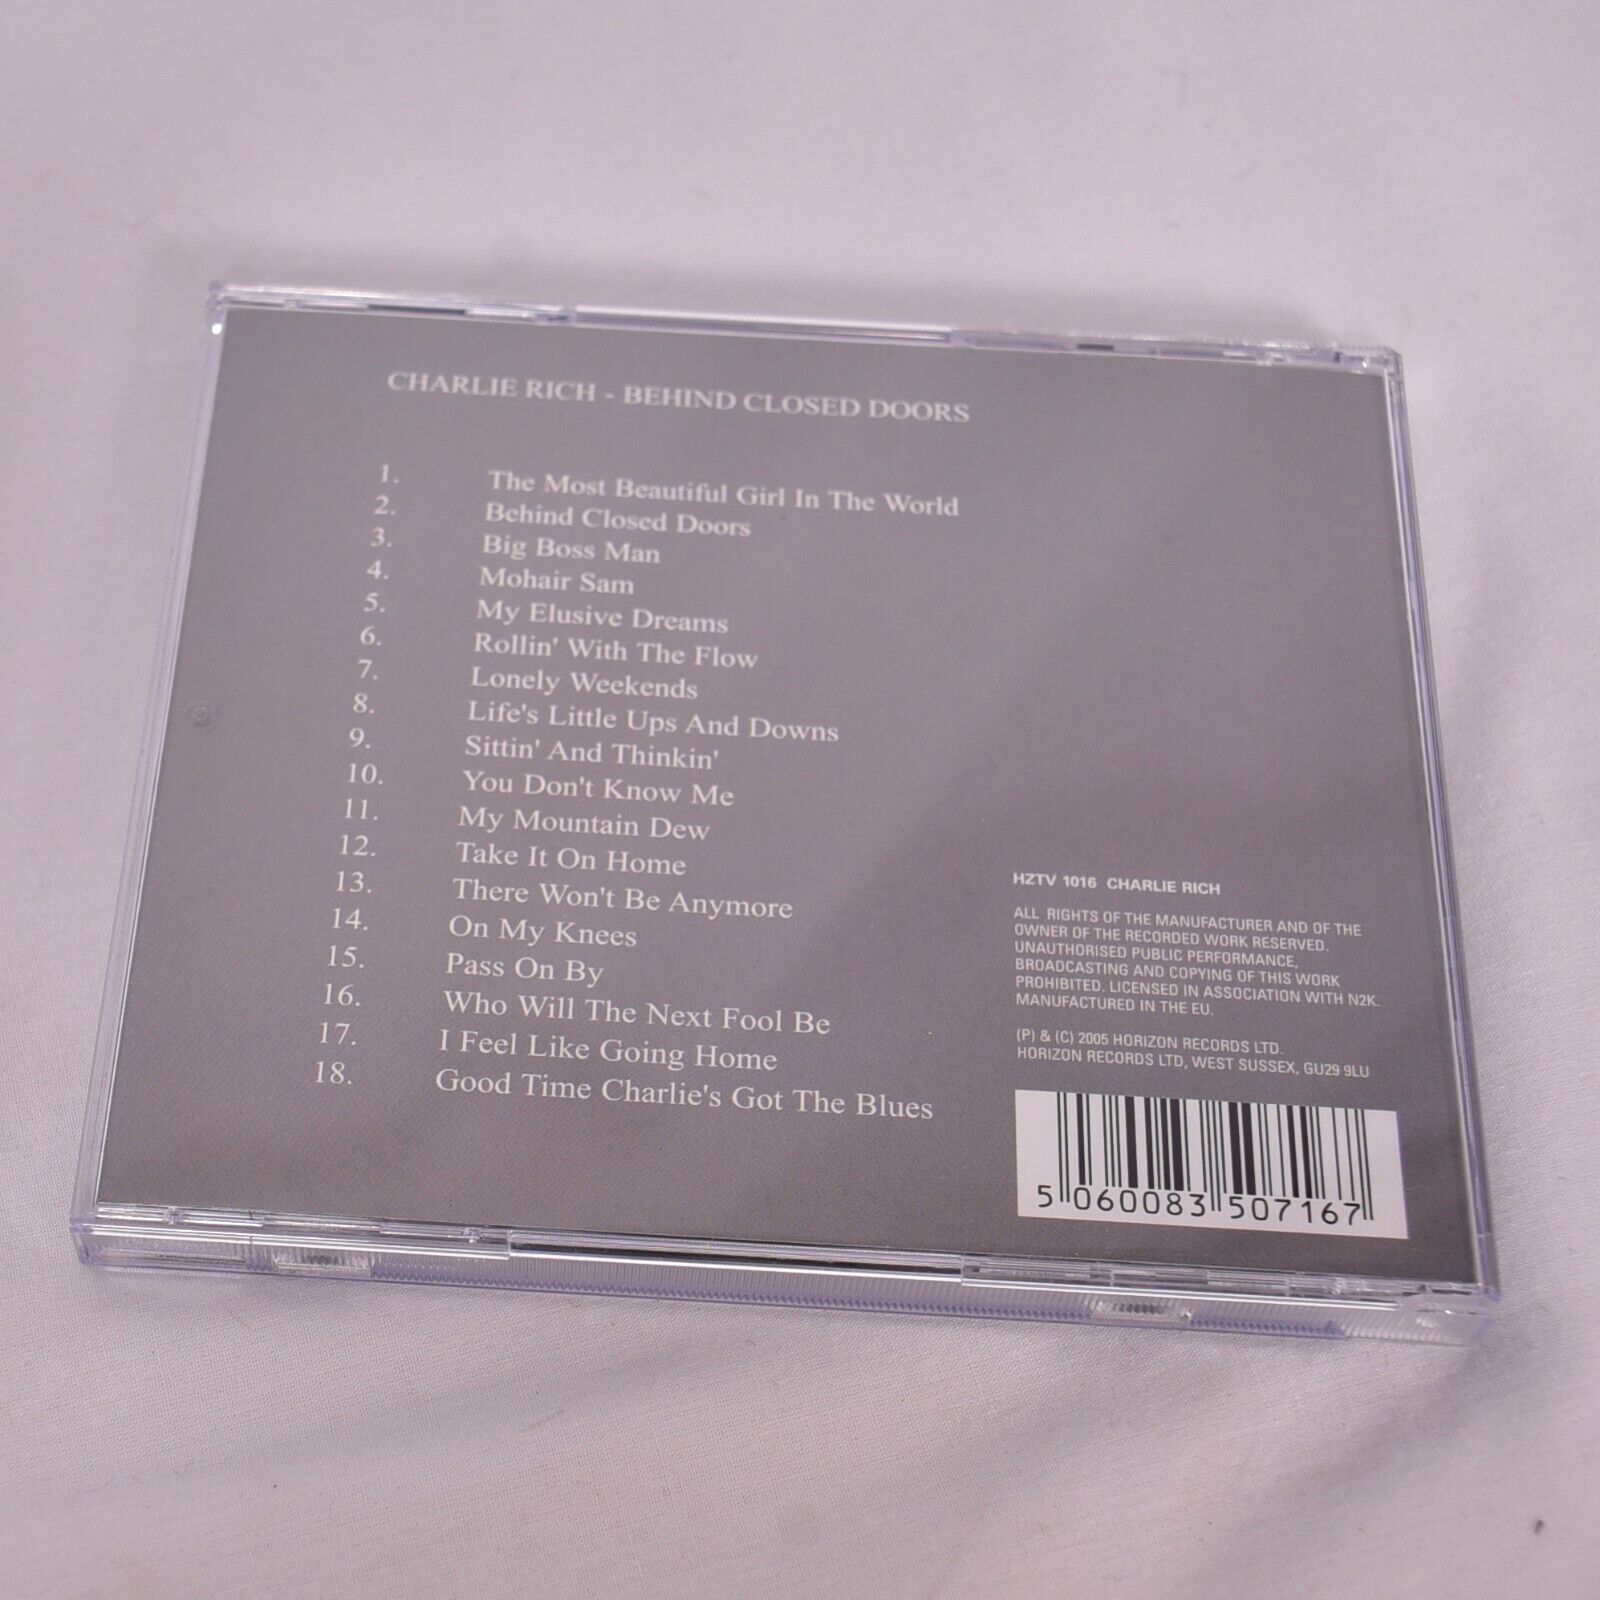 CHARLIE RICH - BEHIND CLOSED DOORS
1. The Most Beautiful Girl In The World
2. Behind Closed Doors
3. Big Boss Man
4. Mohair Sam
5. My Elusive Dreams
6. Rollin' With The Flow
7. Lonely Weekends
8. Life's Little Ups And Downs
9. Sittin' And Thinkin'
10. You Don't Know Me
11. My Mountain Dew
12. Take It On Home
13. There Won't Be Anymore
14. On My Knees
15. Pass On By
16. Who Will The Next Fool Be
17. I Feel Like Going Home
18. Good Time Charlie's Got The Blues
HZTV 1016 CHARLIE RICH
ALL RIGHTS OF THE MANUFACTURER AND OF THE
OWNER OF THE RECORDED WORK RESERVED.
UNAUTHORISED PUBLIC PERFORMANCE,
BROADCASTING AND COPYING OF THIS WORK
PROHIBITED. LICENSED IN ASSOCIATION WITH N2K.
MANUFACTURED IN THE EU.
(P) & (C) 2005 HORIZON RECORDS LTD.
HORIZON RECORDS LTD, WEST SUSSEX, GU29 9LU
5 060083 507167